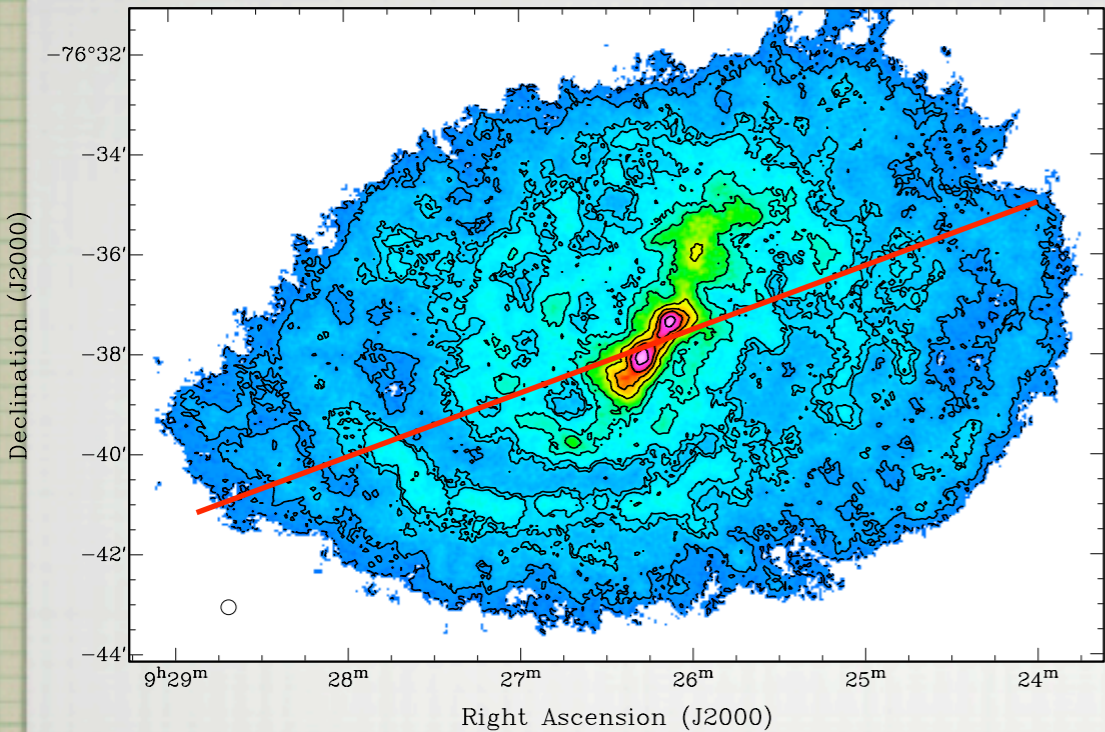 −76°32′
−34′
−36′
−38′
−40′
−42′
−44′
Declination (J2000)
9ʰ29ᵐ 28ᵐ 27ᵐ 26ᵐ 25ᵐ 24ᵐ
Right Ascension (J2000)